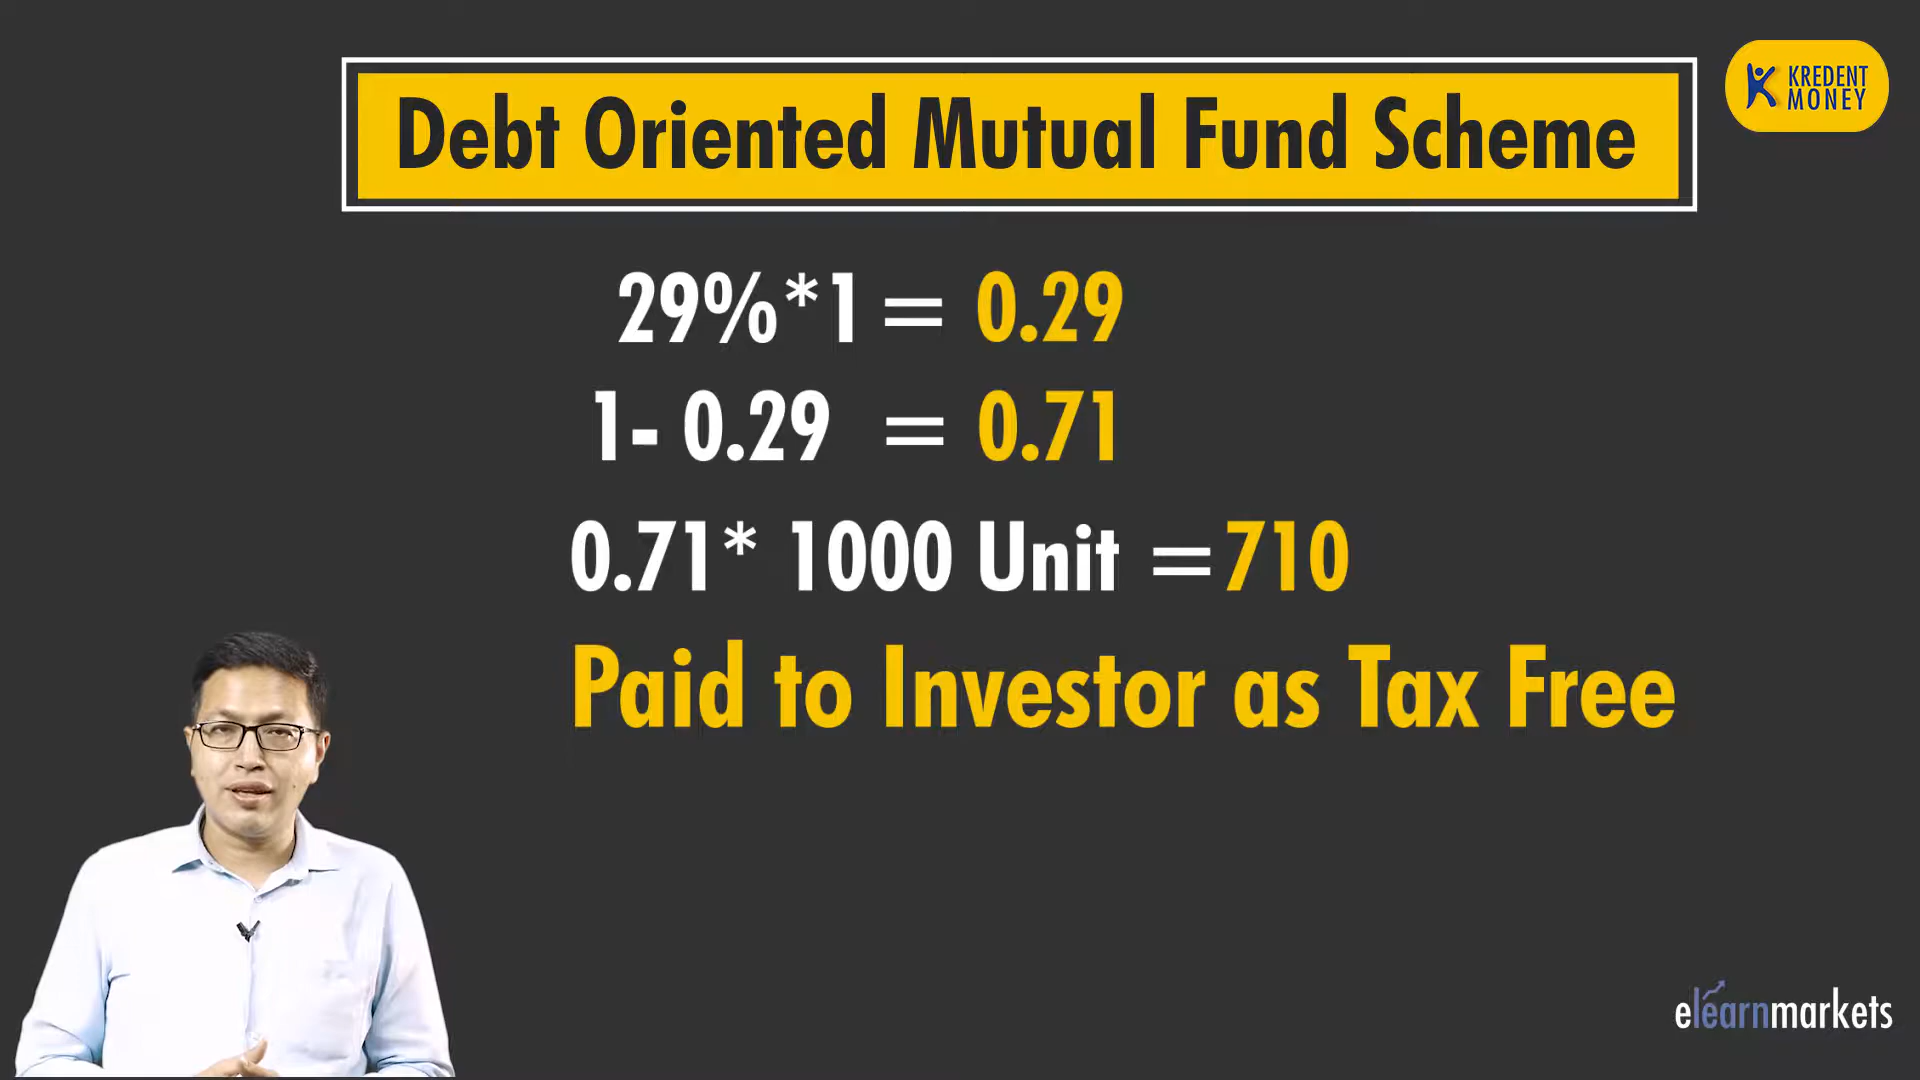 Debt Oriented Mutual Fund Scheme
KREDENT
MONEY
29%*1 = 0.29
1- 0.29 = 0.71
0.71* 1000 Unit =710
Paid to Investor as Tax Free
elearnmarkets